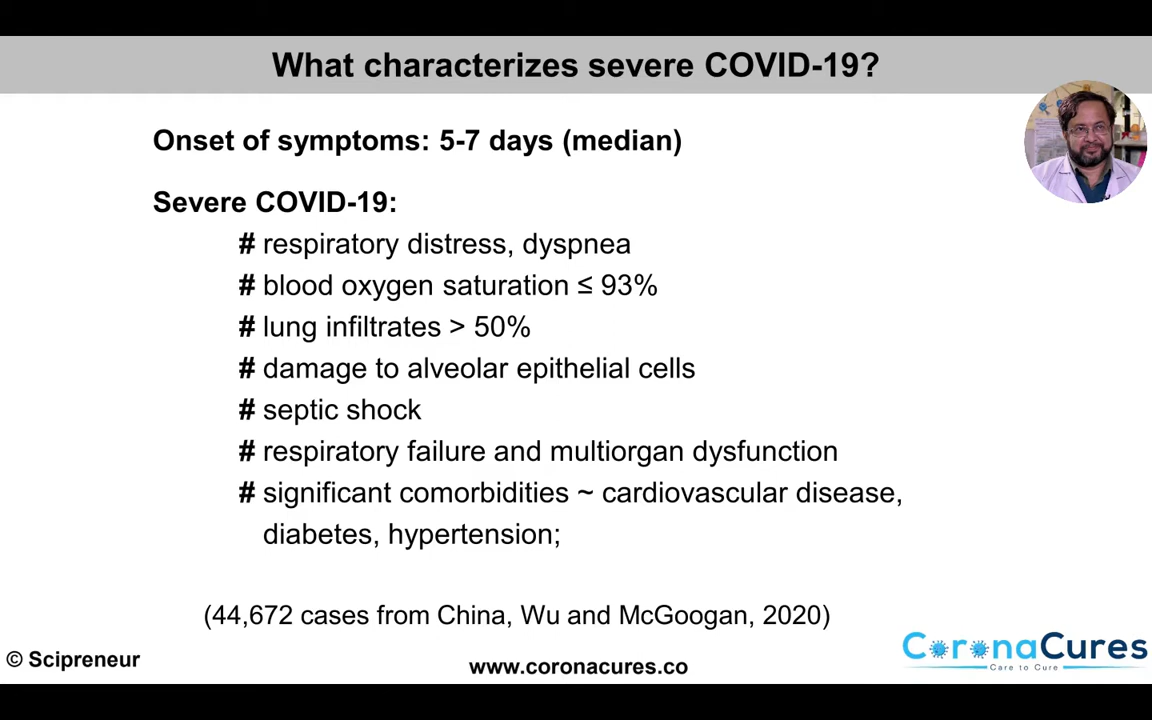 What characterizes severe COVID-19?
Onset of symptoms: 5-7 days (median)
Severe COVID-19:
# respiratory distress, dyspnea
# blood oxygen saturation ≤ 93%
# lung infiltrates > 50%
# damage to alveolar epithelial cells
# septic shock
# respiratory failure and multiorgan dysfunction
# significant comorbidities ~ cardiovascular disease,
diabetes, hypertension;
(44,672 cases from China, Wu and McGoogan, 2020)
© Scipreneur
www.coronacures.co
CoronaCures
Care to Cure